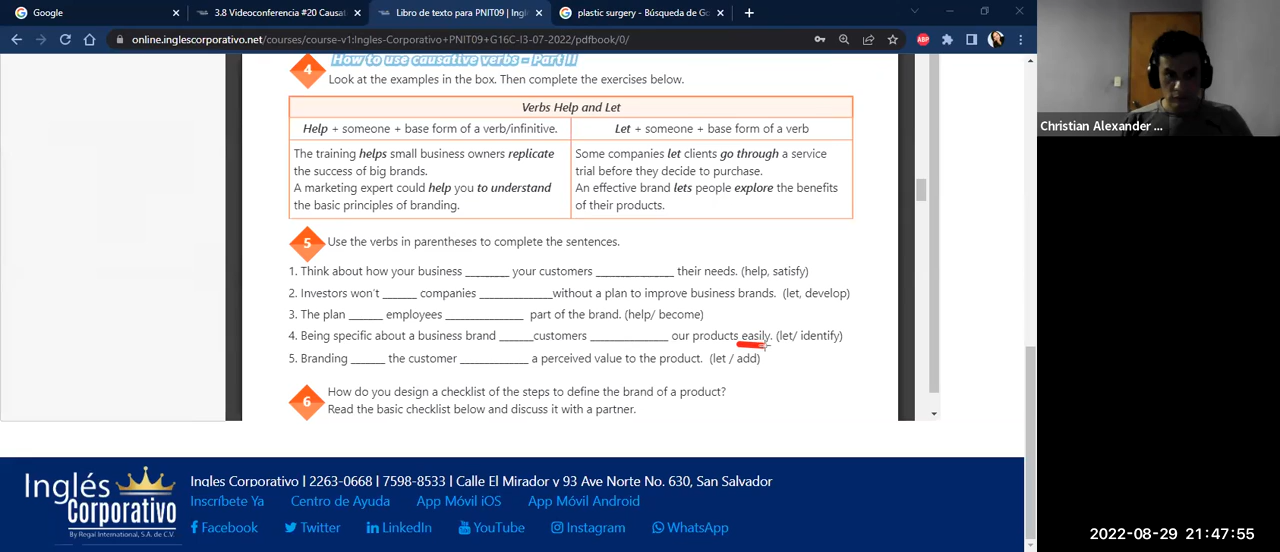 Google
3.8 Videoconferencia #20 Causat
Libro de texto para PNIT09 | Ingl
plastic surgery - Búsqueda de Go
online.inglescorporativo.net/courses/course-v1:Ingles-Corporativo+PNIT09+G16C-I3-07-2022/pdfbook/0/
ABP
4 How to use causative verbs - Part II
Look at the examples in the box. Then complete the exercises below.
Verbs Help and Let
Help + someone + base form of a verb/infinitive.
Let + someone + base form of a verb
The training helps small business owners replicate
the success of big brands.
A marketing expert could help you to understand
the basic principles of branding.
Some companies let clients go through a service
trial before they decide to purchase.
An effective brand lets people explore the benefits
of their products.
5 Use the verbs in parentheses to complete the sentences.
1. Think about how your business ________ your customers ______________ their needs. (help, satisfy)
2. Investors won't ______ companies _____________without a plan to improve business brands. (let, develop)
3. The plan ______ employees ______________ part of the brand. (help/ become)
4. Being specific about a business brand ______customers ______________ our products easily. (let/ identify)
5. Branding ______ the customer ____________ a perceived value to the product. (let / add)
6 How do you design a checklist of the steps to define the brand of a product?
Read the basic checklist below and discuss it with a partner.
Christian Alexander ...
Inglés Corporativo
By Regal International, S.A. de C.V.
Ingles Corporativo | 2263-0668 | 7598-8533 | Calle El Mirador y 93 Ave Norte No. 630, San Salvador
Inscríbete Ya Centro de Ayuda App Móvil iOS App Móvil Android
Facebook Twitter LinkedIn YouTube Instagram WhatsApp
2022-08-29 21:47:55